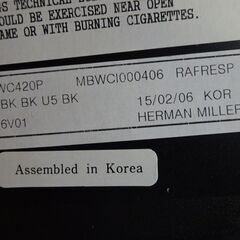 TECHNICAL
OULD BE EXERCISED NEAR OPEN
AME OR WITH BURNING CIGARETTES.
WC420P MBWCI000406 RAFRESP
BK BK U5 BK 15/02/06 KOR
6V01 HERMAN MILLER
Assembled in Korea